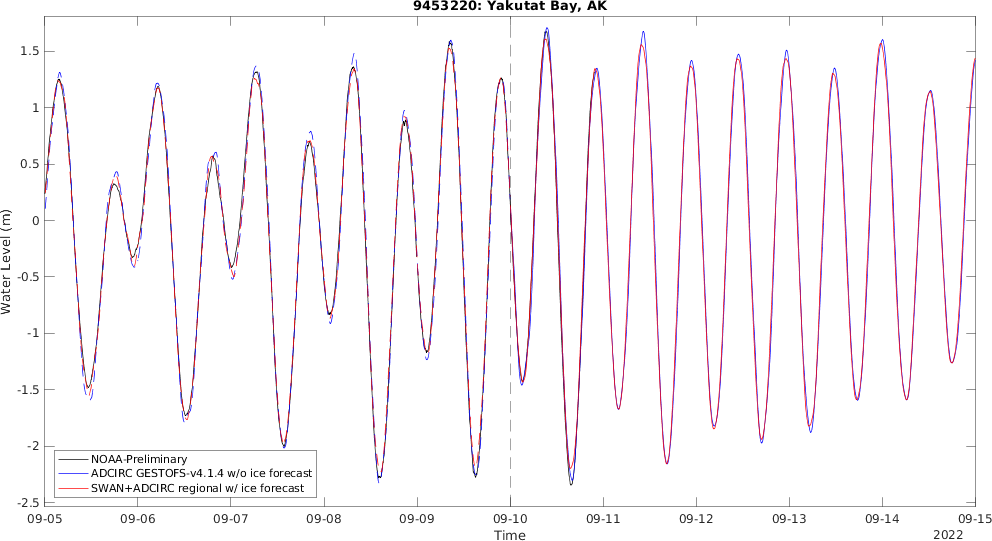 9453220: Yakutat Bay, AK
Water Level (m)
1.5
1
0.5
0
-0.5
-1
-1.5
-2
-2.5
NOAA-Preliminary
ADCIRC GESTOFS-v4.1.4 w/o ice forecast
SWAN+ADCIRC regional w/ ice forecast
09-05 09-06 09-07 09-08 09-09 09-10 09-11 09-12 09-13 09-14 09-15
Time
2022